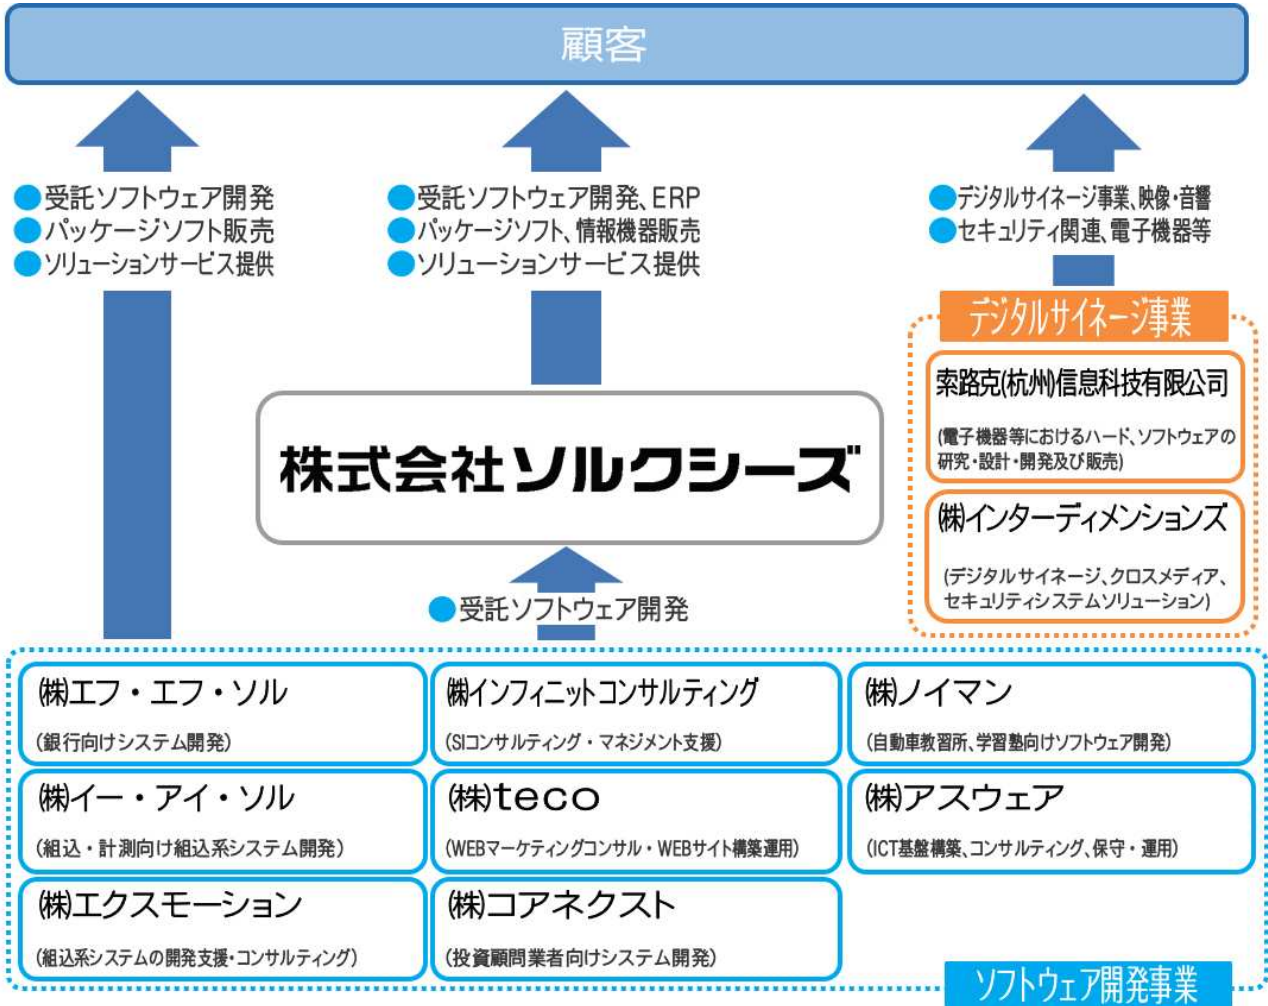 顧客
●受託ソフトウェア開発
●パッケージソフト販売
●ソリューションサービス提供
●受託ソフトウェア開発、ERP
●パッケージソフト、情報機器販売
●ソリューションサービス提供
●デジタルサイネージ事業、映像・音響
●セキュリティ関連、電子機器等
デジタルサイネージ事業
索路克(杭州)信息科技有限公司
(電子機器等におけるハード、ソフトウェアの
研究・設計・開発及び販売)
㈱インターディメンションズ
(デジタルサイネージ、クロスメディア、
セキュリティシステムソリューション)
株式会社ソルクシーズ
●受託ソフトウェア開発
㈱エフ・エフ・ソル
(銀行向けシステム開発)
㈱インフィニットコンサルティング
(SIコンサルティング・マネジメント支援)
㈱ノイマン
(自動車教習所、学習塾向けソフトウェア開発)
㈱イー・アイ・ソル
(組込・計測向け組込系システム開発)
㈱teco
(WEBマーケティングコンサル・WEBサイト構築運用)
㈱アスウェア
(ICT基盤構築、コンサルティング、保守・運用)
㈱エクスモーション
(組込系システムの開発支援・コンサルティング)
㈱コアネクスト
(投資顧問業者向けシステム開発)
ソフトウェア開発事業